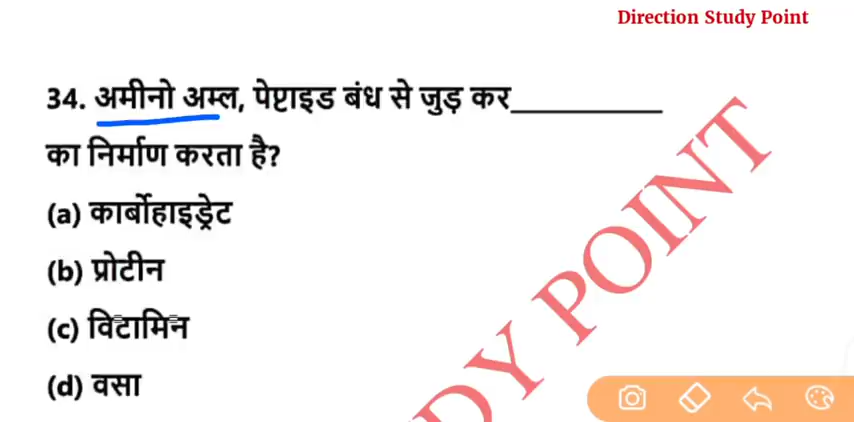 Direction Study Point
34. अमीनो अम्ल, पेप्टाइड बंध से जुड़ कर__________
का निर्माण करता है?
(a) कार्बोहाइड्रेट
(b) प्रोटीन
(c) विटामिन
(d) वसा
DY POINT